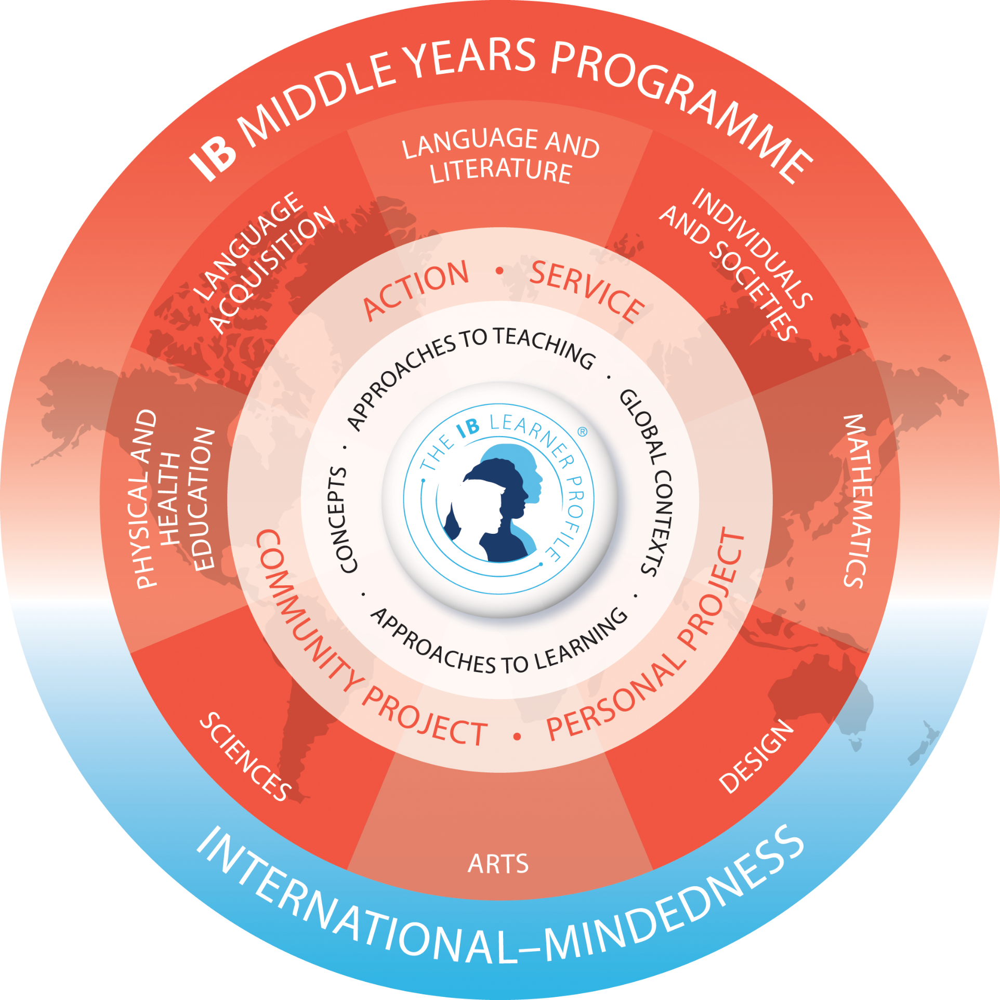 IB MIDDLE YEARS PROGRAMME
LANGUAGE AND
LITERATURE
INDIVIDUALS
AND SOCIETIES
MATHEMATICS
DESIGN
ARTS
SCIENCES
PHYSICAL AND
HEALTH
EDUCATION
LANGUAGE
ACQUISITION
ACTION • SERVICE
COMMUNITY PROJECT • PERSONAL PROJECT
· APPROACHES TO TEACHING
· GLOBAL CONTEXTS
· APPROACHES TO LEARNING ·
CONCEPTS
• THE IB LEARNER PROFILE •
®
INTERNATIONAL–MINDEDNESS